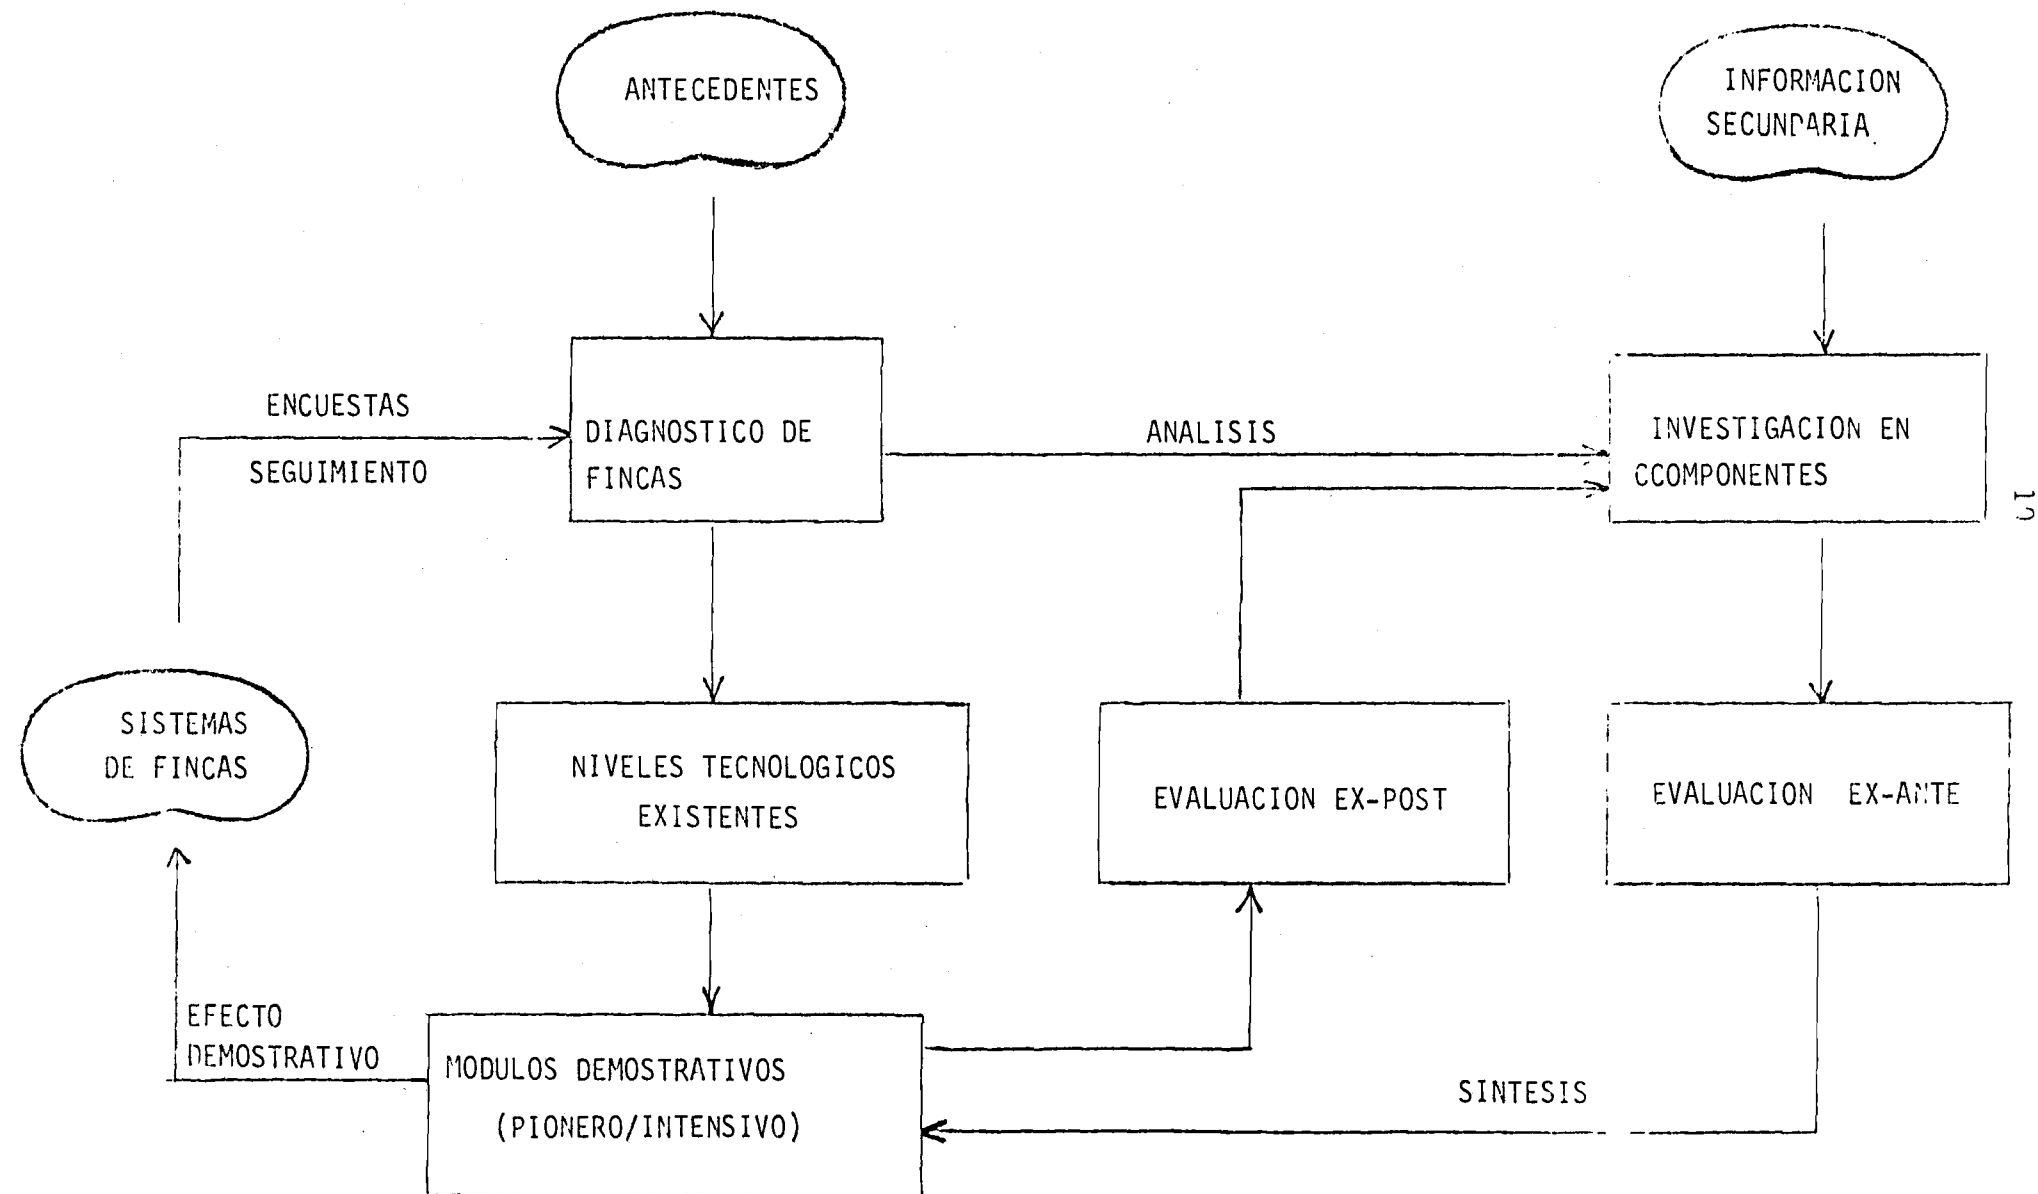 ANTECEDENTES
INFORMACION
SECUNDARIA
ENCUESTAS
SEGUIMIENTO
DIAGNOSTICO DE
FINCAS
ANALISIS
INVESTIGACION EN
CCOMPONENTES
SISTEMAS
DE FINCAS
NIVELES TECNOLOGICOS
EXISTENTES
EVALUACION EX-POST
EVALUACION EX-ANTE
EFECTO
DEMOSTRATIVO
MODULOS DEMOSTRATIVOS
(PIONERO/INTENSIVO)
SINTESIS